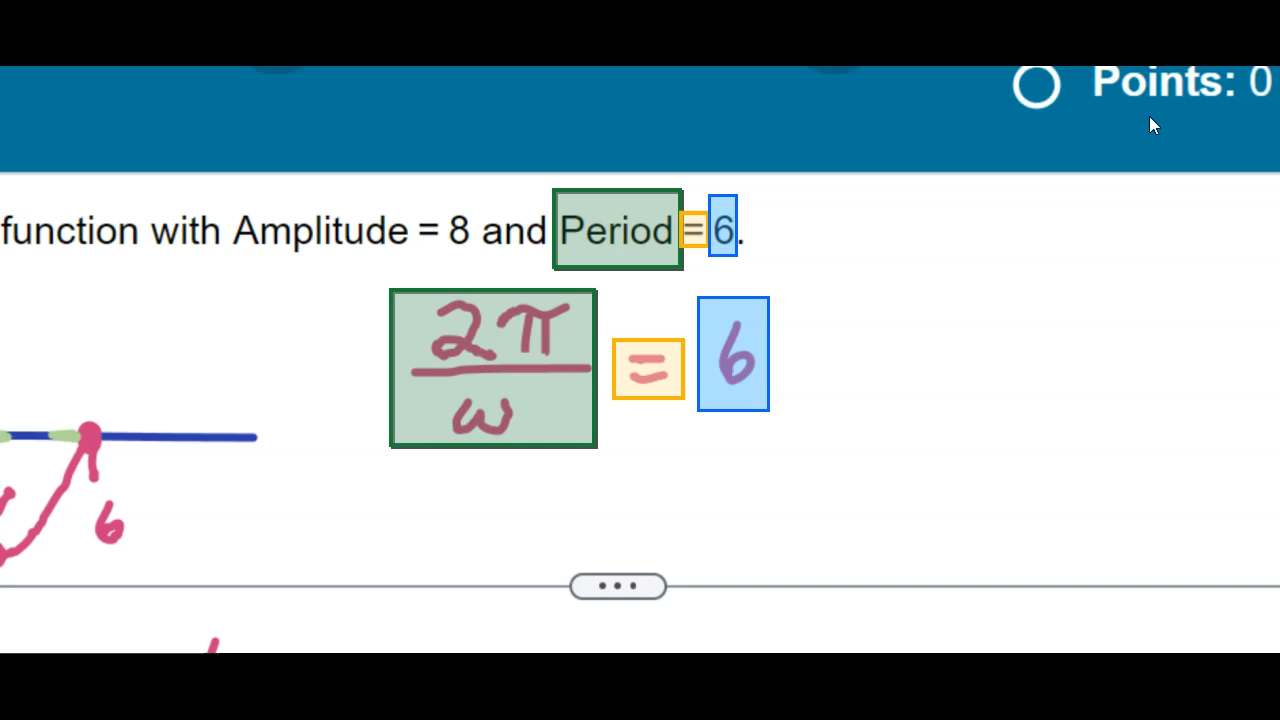 Points: 0
function with Amplitude = 8 and Period = 6.
2π
ω
= 6
6